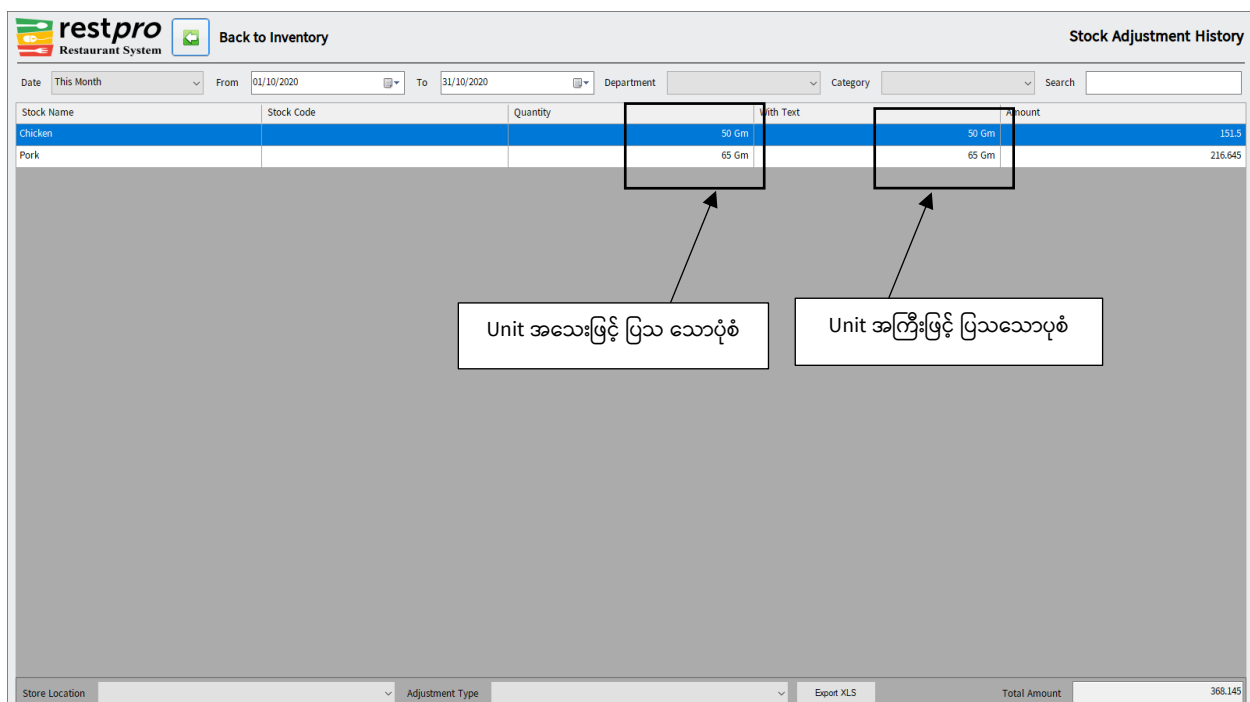 restpro
Restaurant System
Back to Inventory
Stock Adjustment History
Date This Month From 01/10/2020 To 31/10/2020 Department Category Search
Stock Name Stock Code Quantity With Text Amount
Chicken 50 Gm 50 Gm 151.5
Pork 65 Gm 65 Gm 216.645
Unit အသေးဖြင့် ပြသ သောပုံစံ
Unit အကြီးဖြင့် ပြသသောပုစံ
Store Location Adjustment Type Export XLS Total Amount 368.145